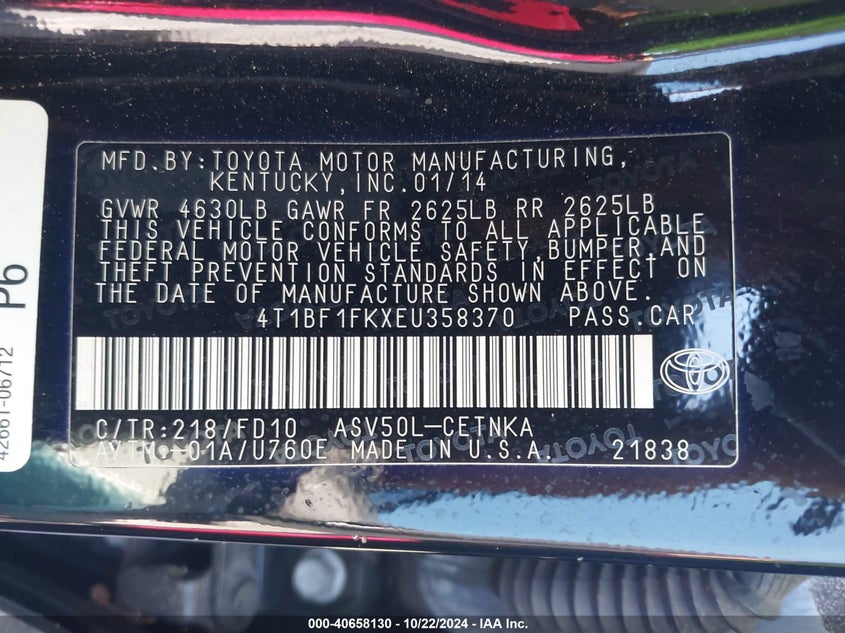 MFD.BY:TOYOTA MOTOR MANUFACTURING,
KENTUCKY,INC.01/14
GVWR 4630LB GAWR FR 2625LB RR 2625LB
THIS VEHICLE CONFORMS TO ALL APPLICABLE
FEDERAL MOTOR VEHICLE SAFETY,BUMPER,AND
THEFT PREVENTION STANDARDS IN EFFECT ON
THE DATE OF MANUFACTURE SHOWN ABOVE.
4T1BF1FKXEU358370 PASS.CAR
C/TR:218/FD10 ASV50L-CETNKA
A/TM:-01A/U760E MADE IN U.S.A. 21838
P6
42661-06712
TOYOTA
000-40658130 - 10/22/2024 - IAA Inc.